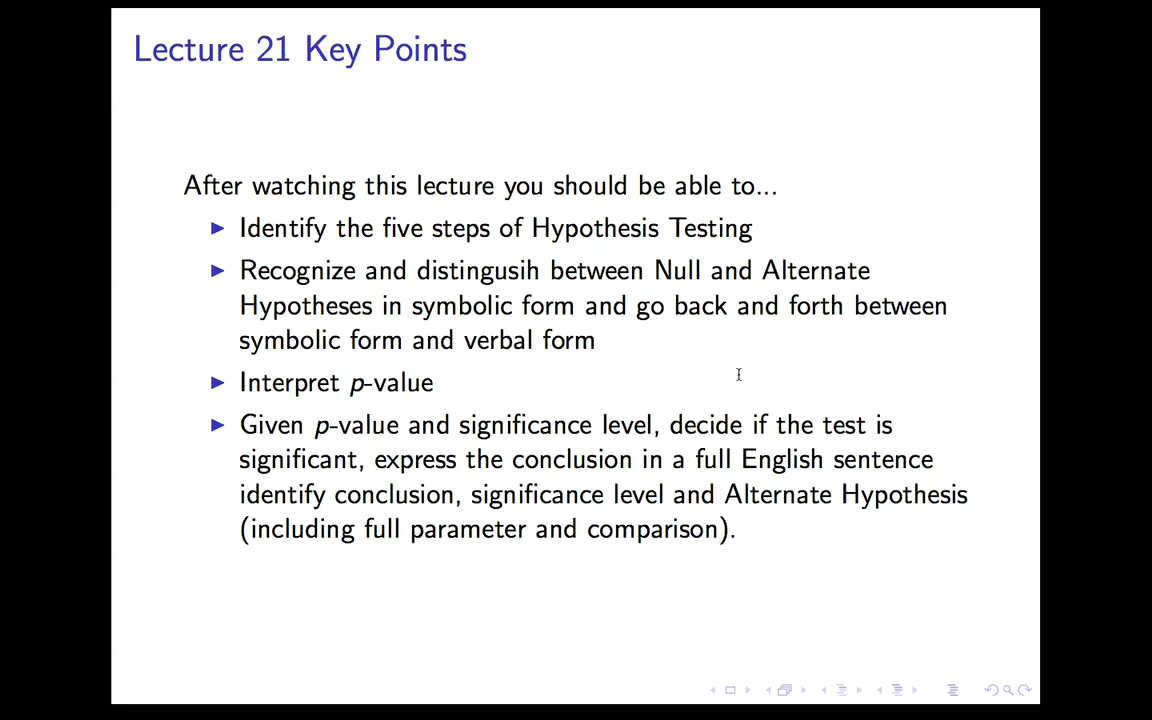 Lecture 21 Key Points
After watching this lecture you should be able to...
Identify the five steps of Hypothesis Testing
Recognize and distingusih between Null and Alternate
Hypotheses in symbolic form and go back and forth between
symbolic form and verbal form
Interpret p-value
Given p-value and significance level, decide if the test is
significant, express the conclusion in a full English sentence
identify conclusion, significance level and Alternate Hypothesis
(including full parameter and comparison).